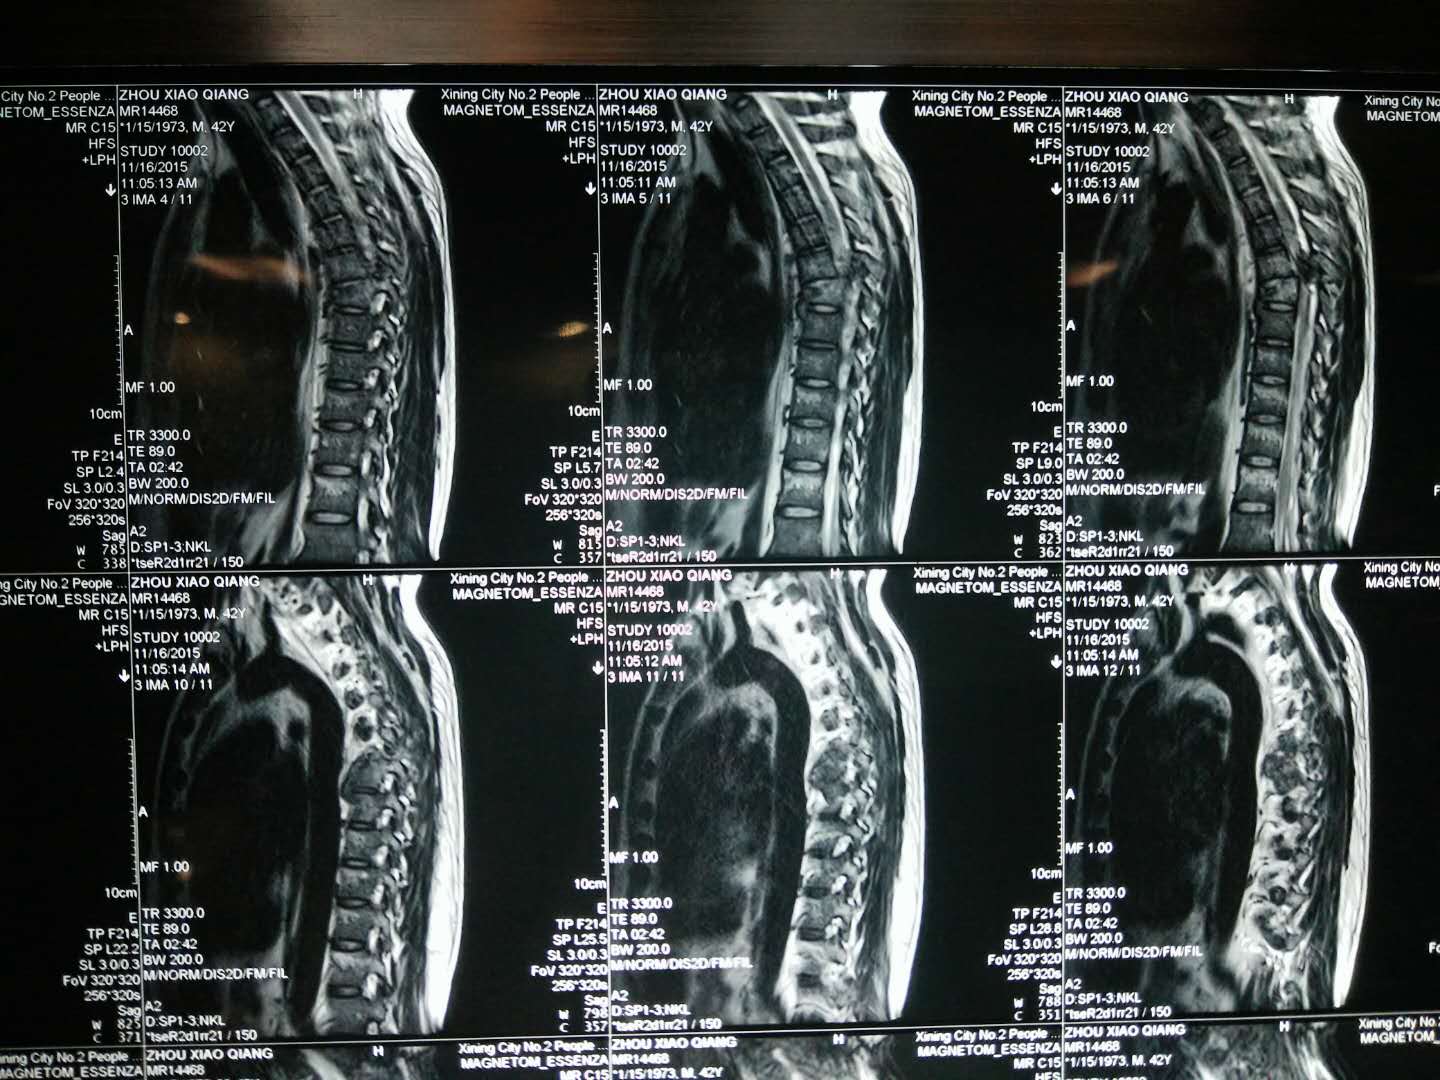 City No.2 People ...
NETOM_ESSENZA
MR C15
HFS
+LPH
A
10cm
E
TP F214
SP L2.4
SL 3.0/0.3
FoV 320*320
256*320s
Sag
W 785
C 338
ZHOU XIAO QIANG
MR14468
*1/15/1973, M, 42Y
STUDY 10002
11/16/2015
11:05:13 AM
3 IMA 4 / 11
H
MF 1.00
TR 3300.0
TE 89.0
TA 02:42
BW 200.0
M/NORM/DIS2D/FM/FIL
A2
D:SP1-3;NKL
*tseR2d1rr21 / 150
Xining City No.2 People ...
MAGNETOM_ESSENZA
MR C15
HFS
+LPH
A
10cm
E
TP F214
SP L5.7
SL 3.0/0.3
FoV 320*320
256*320s
Sag
W 815
C 357
ZHOU XIAO QIANG
MR14468
*1/15/1973, M, 42Y
STUDY 10002
11/16/2015
11:05:11 AM
3 IMA 5 / 11
H
MF 1.00
TR 3300.0
TE 89.0
TA 02:42
BW 200.0
M/NORM/DIS2D/FM/FIL
A2
D:SP1-3;NKL
*tseR2d1rr21 / 150
Xining City No.2 People ...
MAGNETOM_ESSENZA
MR C15
HFS
+LPH
A
10cm
E
TP F214
SP L9.0
SL 3.0/0.3
FoV 320*320
256*320s
Sag
W 823
C 362
ZHOU XIAO QIANG
MR14468
*1/15/1973, M, 42Y
STUDY 10002
11/16/2015
11:05:13 AM
3 IMA 6 / 11
H
MF 1.00
TR 3300.0
TE 89.0
TA 02:42
BW 200.0
M/NORM/DIS2D/FM/FIL
A2
D:SP1-3;NKL
*tseR2d1rr21 / 150
Xining City No
MAGNETOM
F
ng City No.2 People ...
GNETOM_ESSENZA
MR C15
HFS
+LPH
A
10cm
E
TP F214
SP L22.2
SL 3.0/0.3
FoV 320*320
256*320s
Sag
W 825
C 371
ZHOU XIAO QIANG
MR14468
*1/15/1973, M, 42Y
STUDY 10002
11/16/2015
11:05:14 AM
3 IMA 10 / 11
H
MF 1.00
TR 3300.0
TE 89.0
TA 02:42
BW 200.0
M/NORM/DIS2D/FM/FIL
A2
D:SP1-3;NKL
*tseR2d1rr21 / 150
Xining City No.2 People ...
MAGNETOM_ESSENZA
MR C15
HFS
+LPH
A
10cm
E
TP F214
SP L25.5
SL 3.0/0.3
FoV 320*320
256*320s
Sag
W 798
C 357
ZHOU XIAO QIANG
MR14468
*1/15/1973, M, 42Y
STUDY 10002
11/16/2015
11:05:12 AM
3 IMA 11 / 11
H
MF 1.00
TR 3300.0
TE 89.0
TA 02:42
BW 200.0
M/NORM/DIS2D/FM/FIL
A2
D:SP1-3;NKL
*tseR2d1rr21 / 150
Xining City No.2 People ...
MAGNETOM_ESSENZA
MR C15
HFS
+LPH
A
10cm
E
TP F214
SP L28.8
SL 3.0/0.3
FoV 320*320
256*320s
Sag
W 788
C 351
ZHOU XIAO QIANG
MR14468
*1/15/1973, M, 42Y
STUDY 10002
11/16/2015
11:05:14 AM
3 IMA 12 / 11
H
MF 1.00
TR 3300.0
TE 89.0
TA 02:42
BW 200.0
M/NORM/DIS2D/FM/FIL
A2
D:SP1-3;NKL
*tseR2d1rr21 / 150
Xining City No.
MAGNETOM_
Fo
ning City No.2 People ...
MAGNETOM_ESSENZA
ZHOU XIAO QIANG
MR14468
H
Xining City No.2 People ...
MAGNETOM_ESSENZA
MR C15
ZHOU XIAO QIANG
MR14468
*1/15/1973, M, 42Y
H
Xining City No.2 People ...
MAGNETOM_ESSENZA
MR C15
HFS
ZHOU XIAO QIANG
MR14468
*1/15/1973, M, 42Y
H
Xining City No.2
MAGNETOM_E